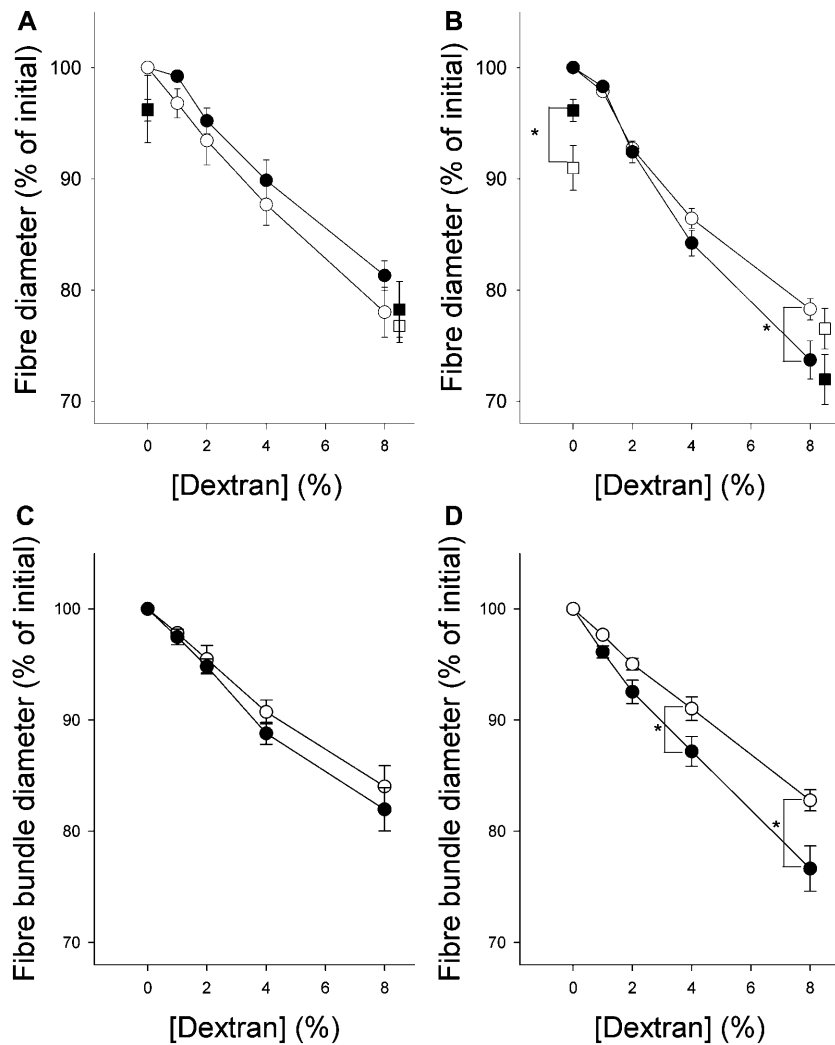 A
Fibre diameter (% of initial)
100
90
80
70
0 2 4 6 8
[Dextran] (%)
B
Fibre diameter (% of initial)
100
90
80
70
*
*
0 2 4 6 8
[Dextran] (%)
C
Fibre bundle diameter (% of initial)
100
90
80
70
0 2 4 6 8
[Dextran] (%)
D
Fibre bundle diameter (% of initial)
100
90
80
70
*
*
0 2 4 6 8
[Dextran] (%)